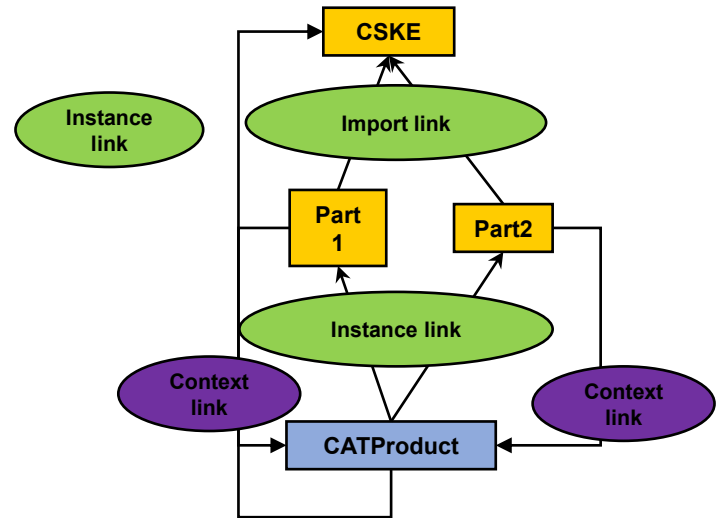 CSKE
Instance
link
Import link
Part
1
Part2
Instance link
Context
link
Context
link
CATProduct